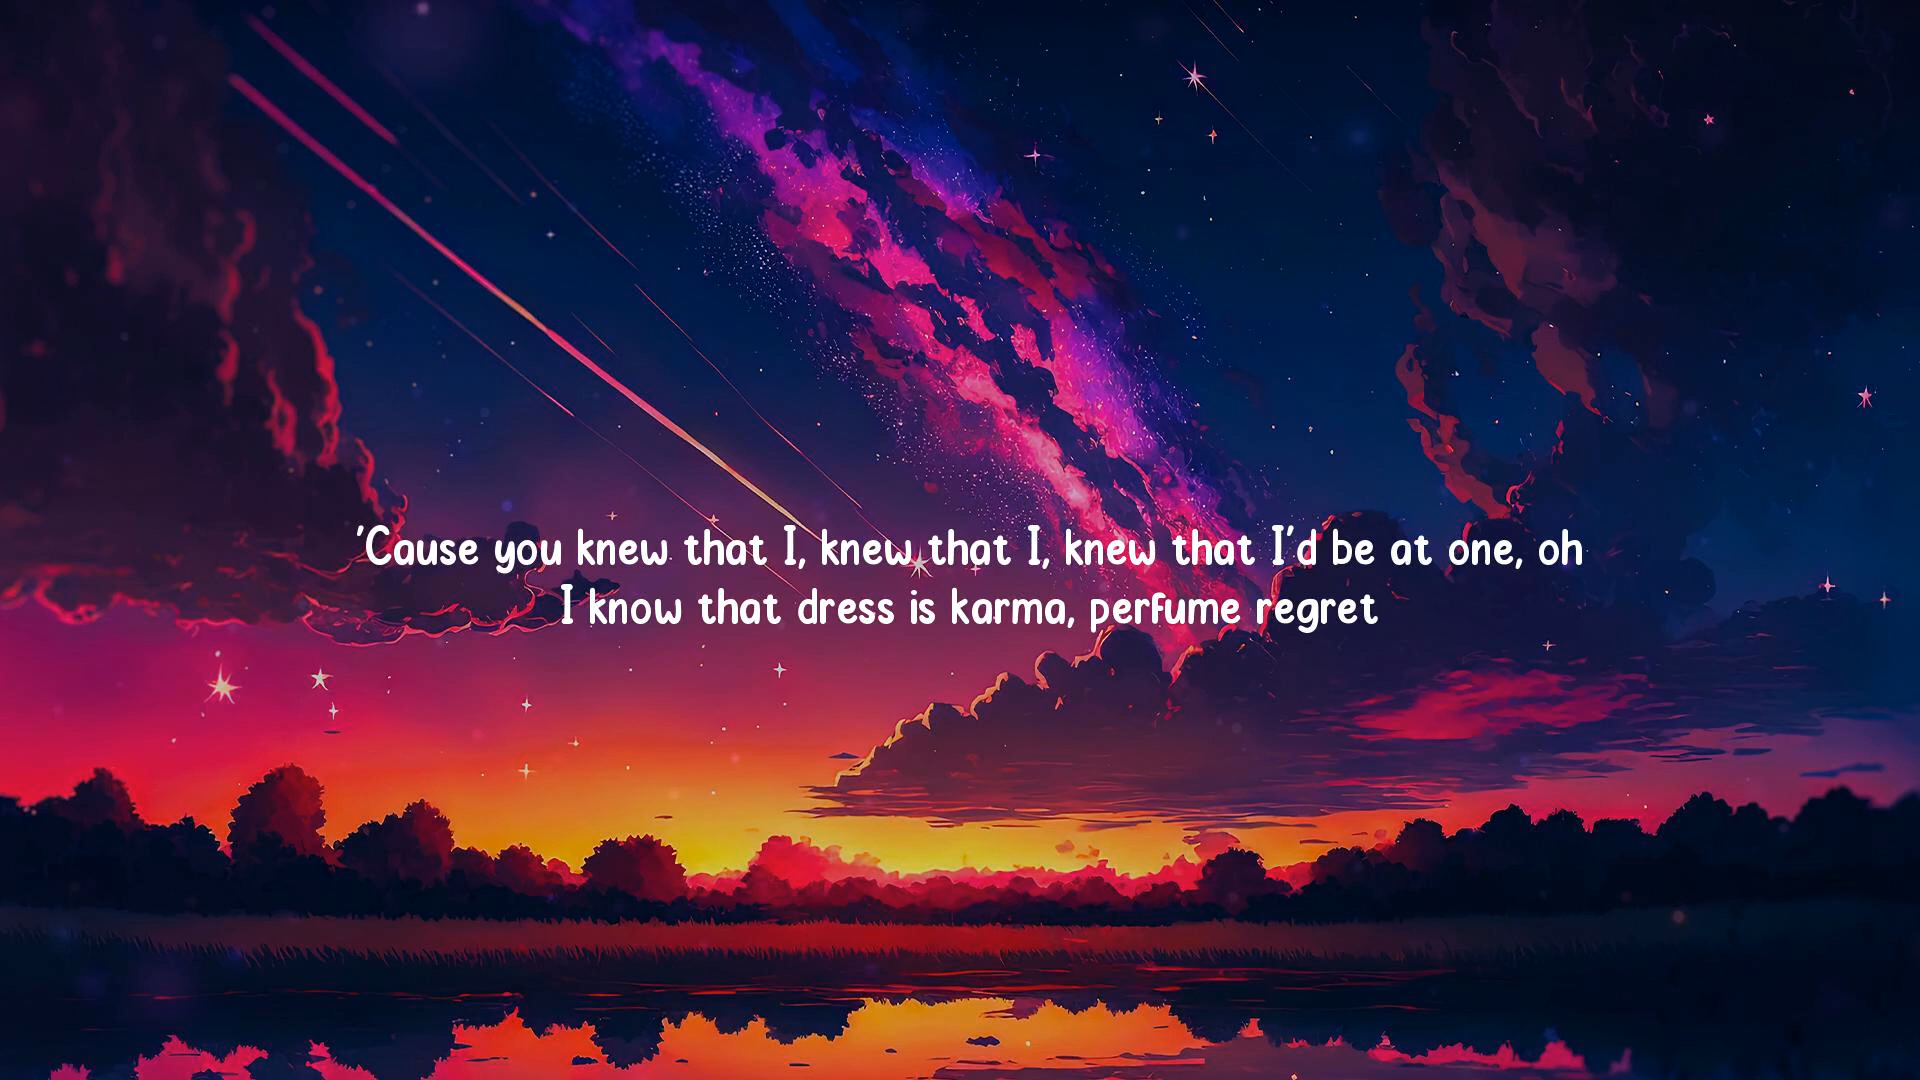 'Cause you knew that I, knew that I, knew that I'd be at one, oh
I know that dress is karma, perfume regret